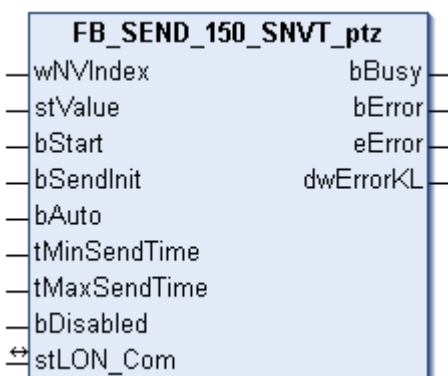 FB_SEND_150_SNVT_ptz
wNVIndex bBusy
stValue bError
bStart eError
bSendInit dwErrorKL
bAuto
tMinSendTime
tMaxSendTime
bDisabled
stLON_Com